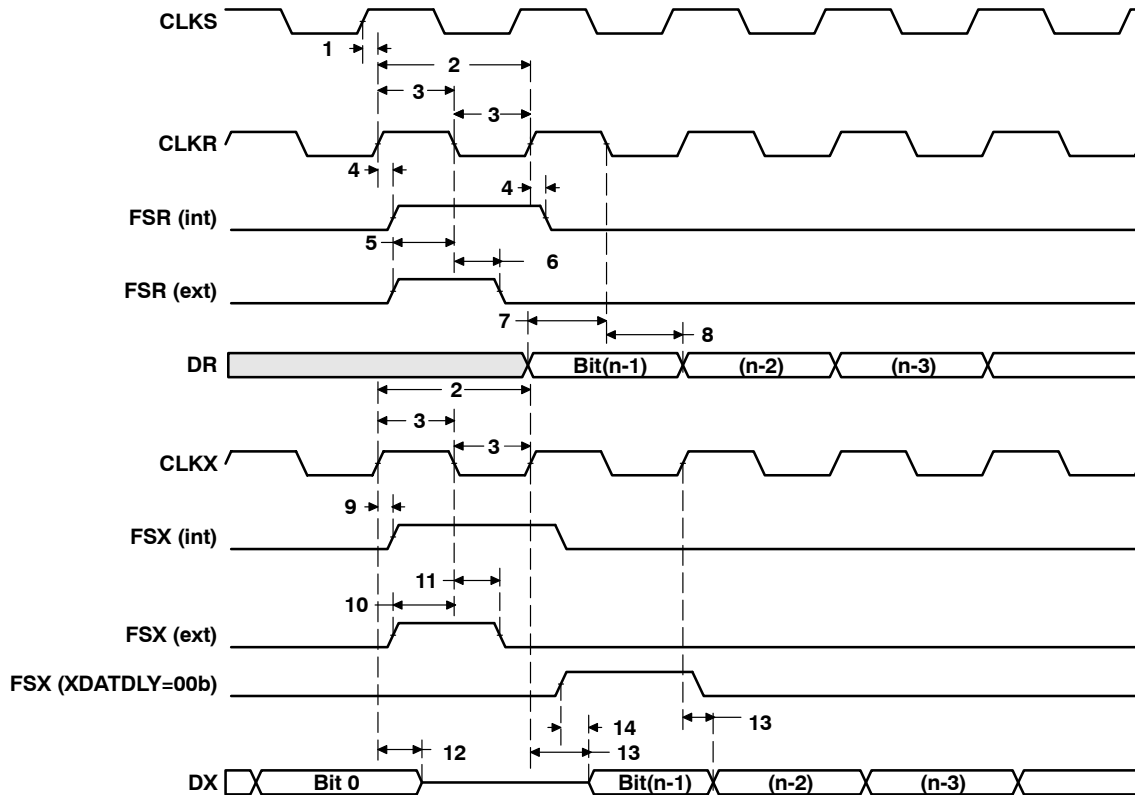 CLKS
1
2
3
3
CLKR
4
4
FSR (int)
5
6
FSR (ext)
7
8
DR
Bit(n-1)
(n-2)
(n-3)
2
3
3
CLKX
9
FSX (int)
11
10
FSX (ext)
FSX (XDATDLY=00b)
14
13
12
13
DX
Bit 0
Bit(n-1)
(n-2)
(n-3)